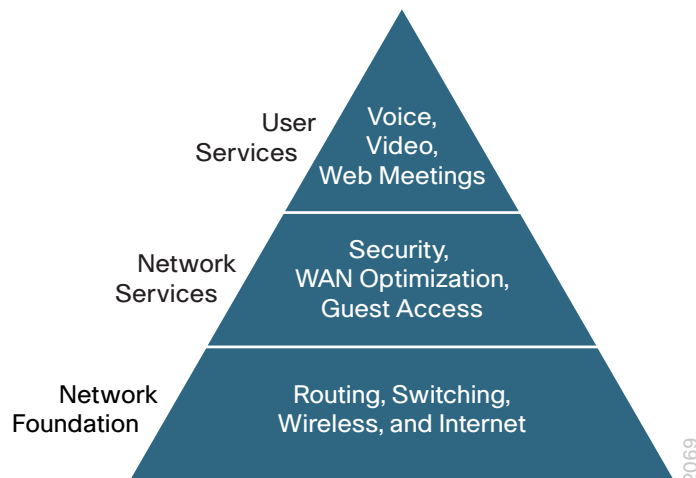 User
Services
Voice,
Video,
Web Meetings
Network
Services
Security,
WAN Optimization,
Guest Access
Network
Foundation
Routing, Switching,
Wireless, and Internet
2069